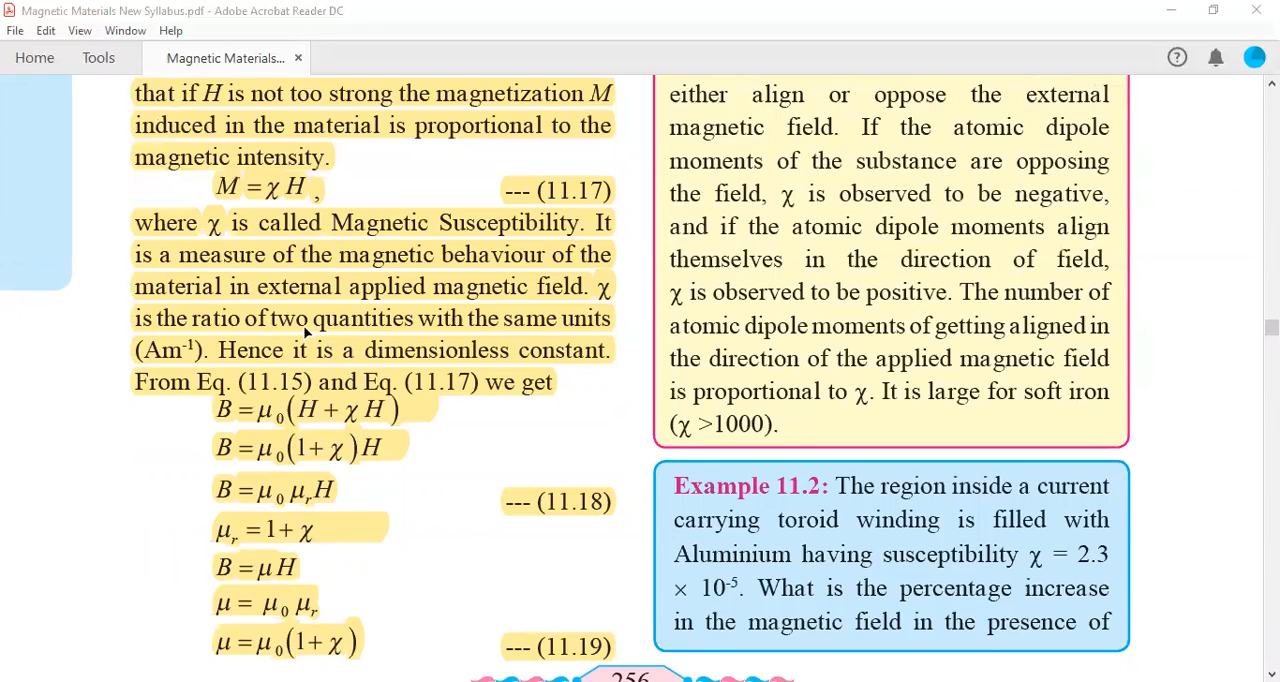 Magnetic Materials New Syllabus.pdf - Adobe Acrobat Reader DC
File Edit View Window Help
Home Tools Magnetic Materials... ×
that if H is not too strong the magnetization M
induced in the material is proportional to the
magnetic intensity.
M = χ H , --- (11.17)
where χ is called Magnetic Susceptibility. It
is a measure of the magnetic behaviour of the
material in external applied magnetic field. χ
is the ratio of two quantities with the same units
(Am⁻¹). Hence it is a dimensionless constant.
From Eq. (11.15) and Eq. (11.17) we get
B = μ₀ (H + χ H)
B = μ₀ (1+ χ) H
B = μ₀ μᵣ H --- (11.18)
μᵣ = 1+ χ
B = μ H
μ = μ₀ μᵣ
μ = μ₀ (1+ χ) --- (11.19)
either align or oppose the external
magnetic field. If the atomic dipole
moments of the substance are opposing
the field, χ is observed to be negative,
and if the atomic dipole moments align
themselves in the direction of field,
χ is observed to be positive. The number of
atomic dipole moments of getting aligned in
the direction of the applied magnetic field
is proportional to χ. It is large for soft iron
(χ >1000).
Example 11.2: The region inside a current
carrying toroid winding is filled with
Aluminium having susceptibility χ = 2.3
× 10⁻⁵. What is the percentage increase
in the magnetic field in the presence of
256